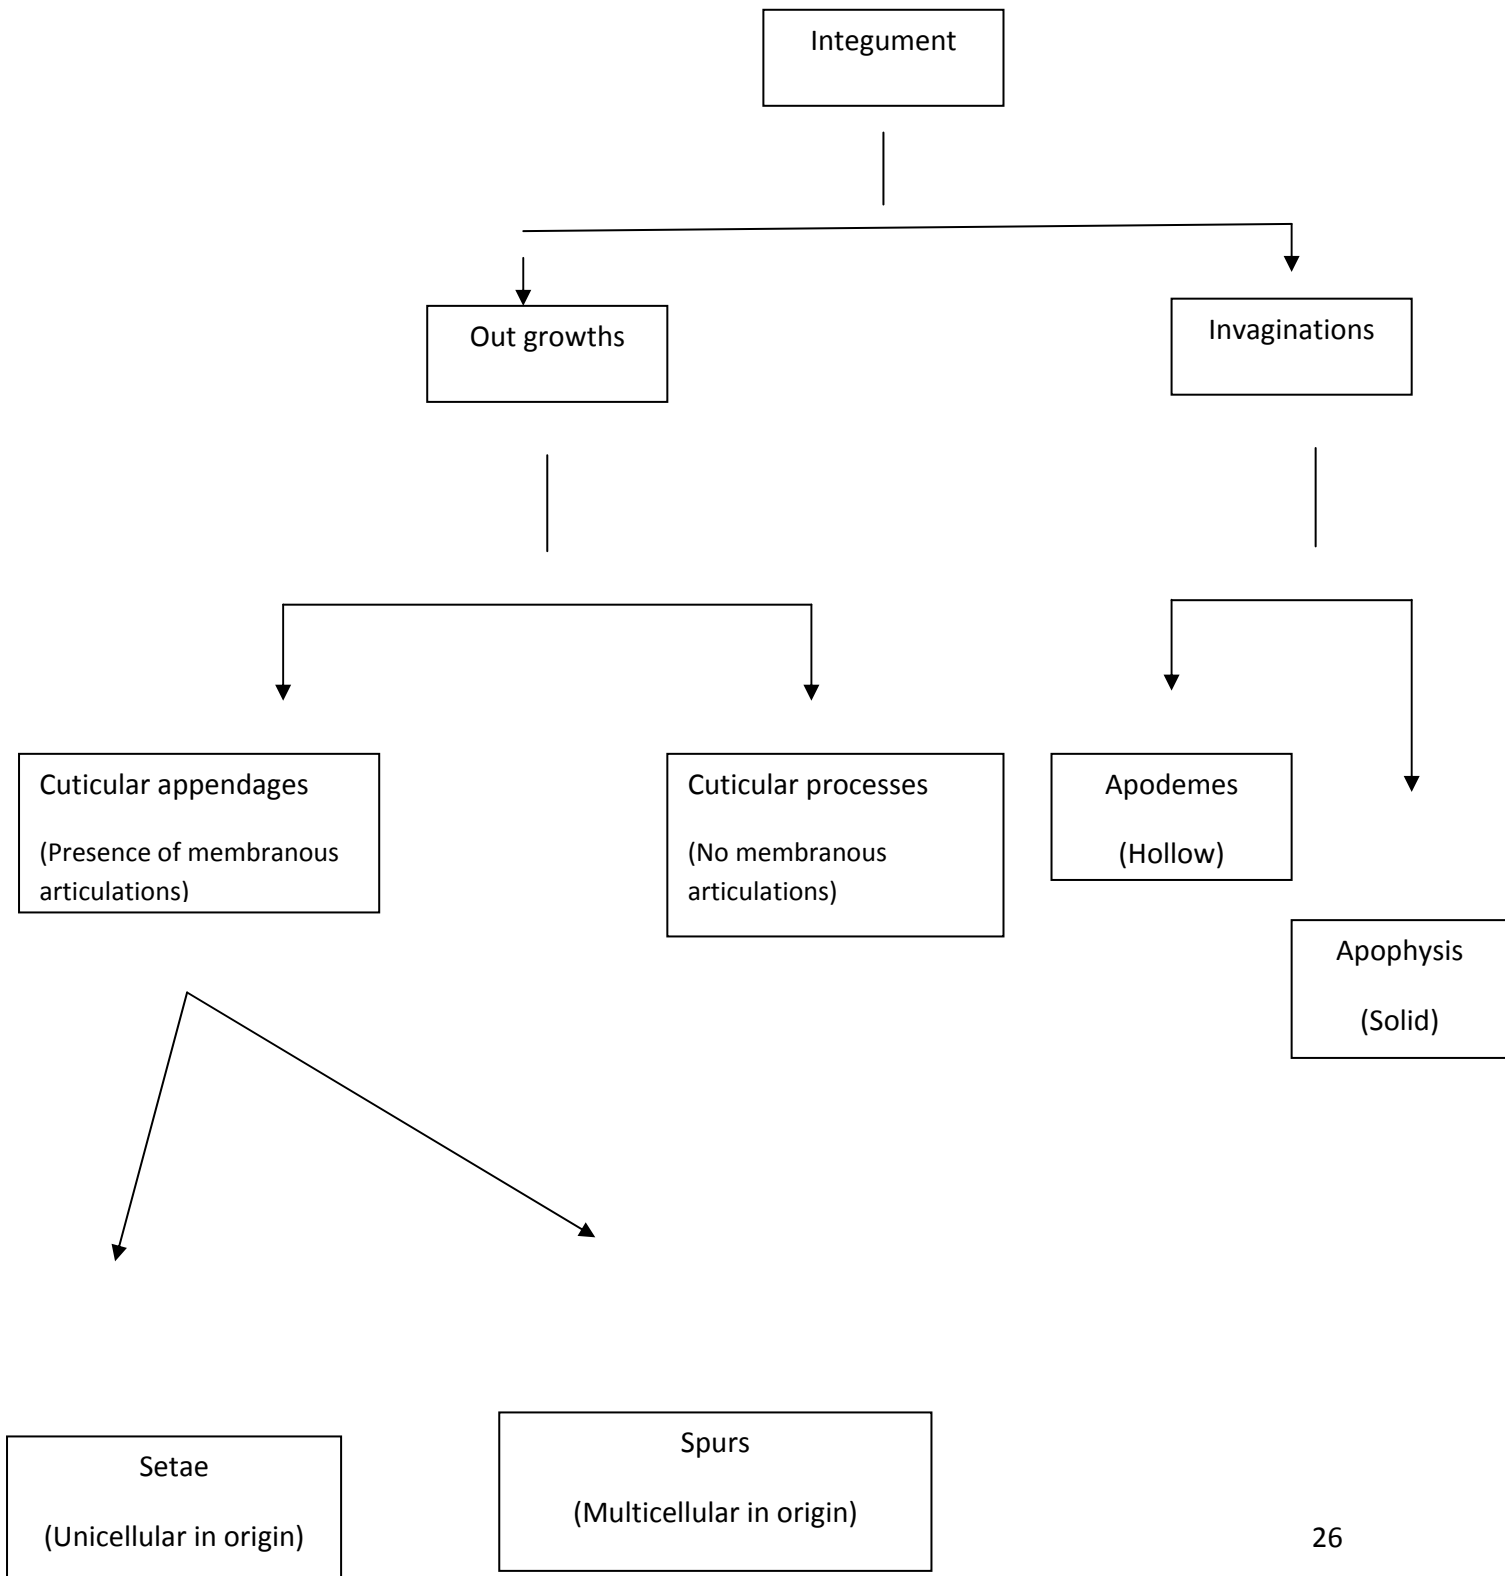 Integument
Out growths
Invaginations
Cuticular appendages
(Presence of membranous
articulations)
Cuticular processes
(No membranous
articulations)
Apodemes
(Hollow)
Apophysis
(Solid)
Setae
(Unicellular in origin)
Spurs
(Multicellular in origin)
26